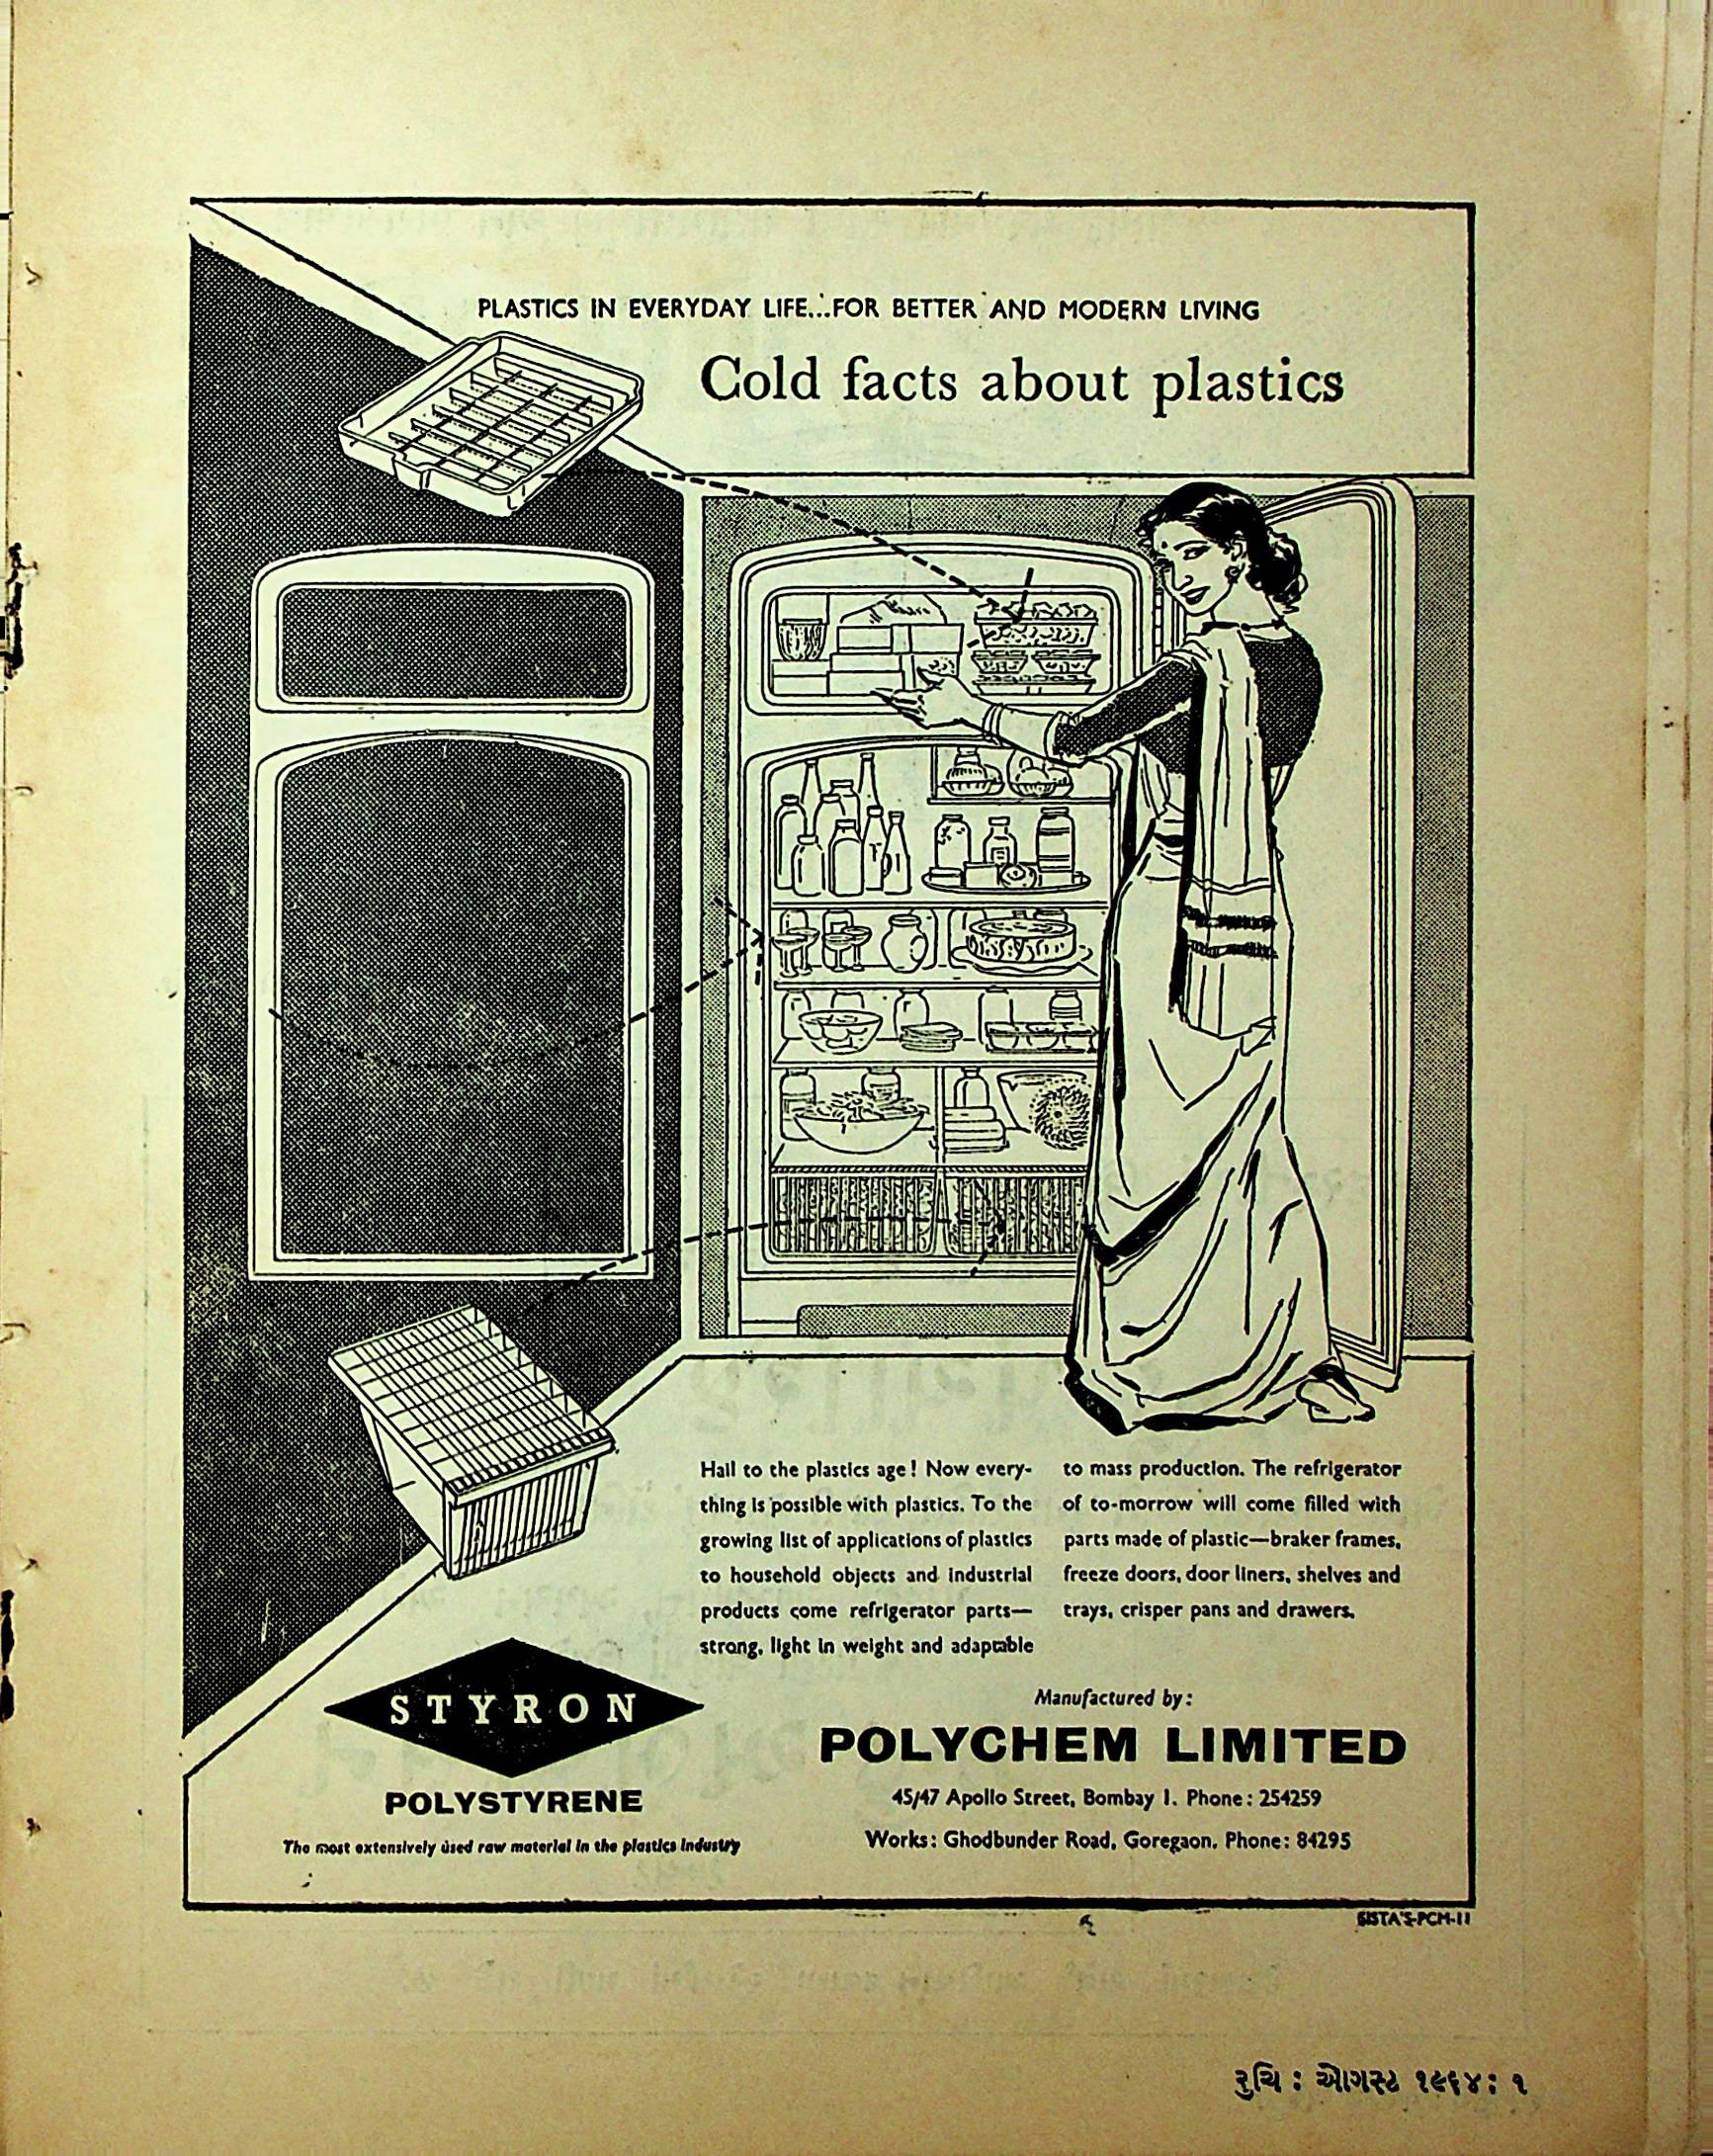 PLASTICS IN EVERYDAY LIFE...FOR BETTER AND MODERN LIVING
Cold facts about plastics
Hail to the plastics age! Now every-
thing is possible with plastics. To the
growing list of applications of plastics
to household objects and industrial
products come refrigerator parts—
strong, light in weight and adaptable
to mass production. The refrigerator
of to-morrow will come filled with
parts made of plastic—braker frames,
freeze doors, door liners, shelves and
trays, crisper pans and drawers.
STYRON
POLYSTYRENE
The most extensively used raw material in the plastics industry
Manufactured by:
POLYCHEM LIMITED
45/47 Apollo Street, Bombay 1. Phone: 254259
Works: Ghodbunder Road, Goregaon. Phone: 84295
SISTA'S-PCM-11
રુચિ : ઑગસ્ટ ૧૯૬૪ : ૧